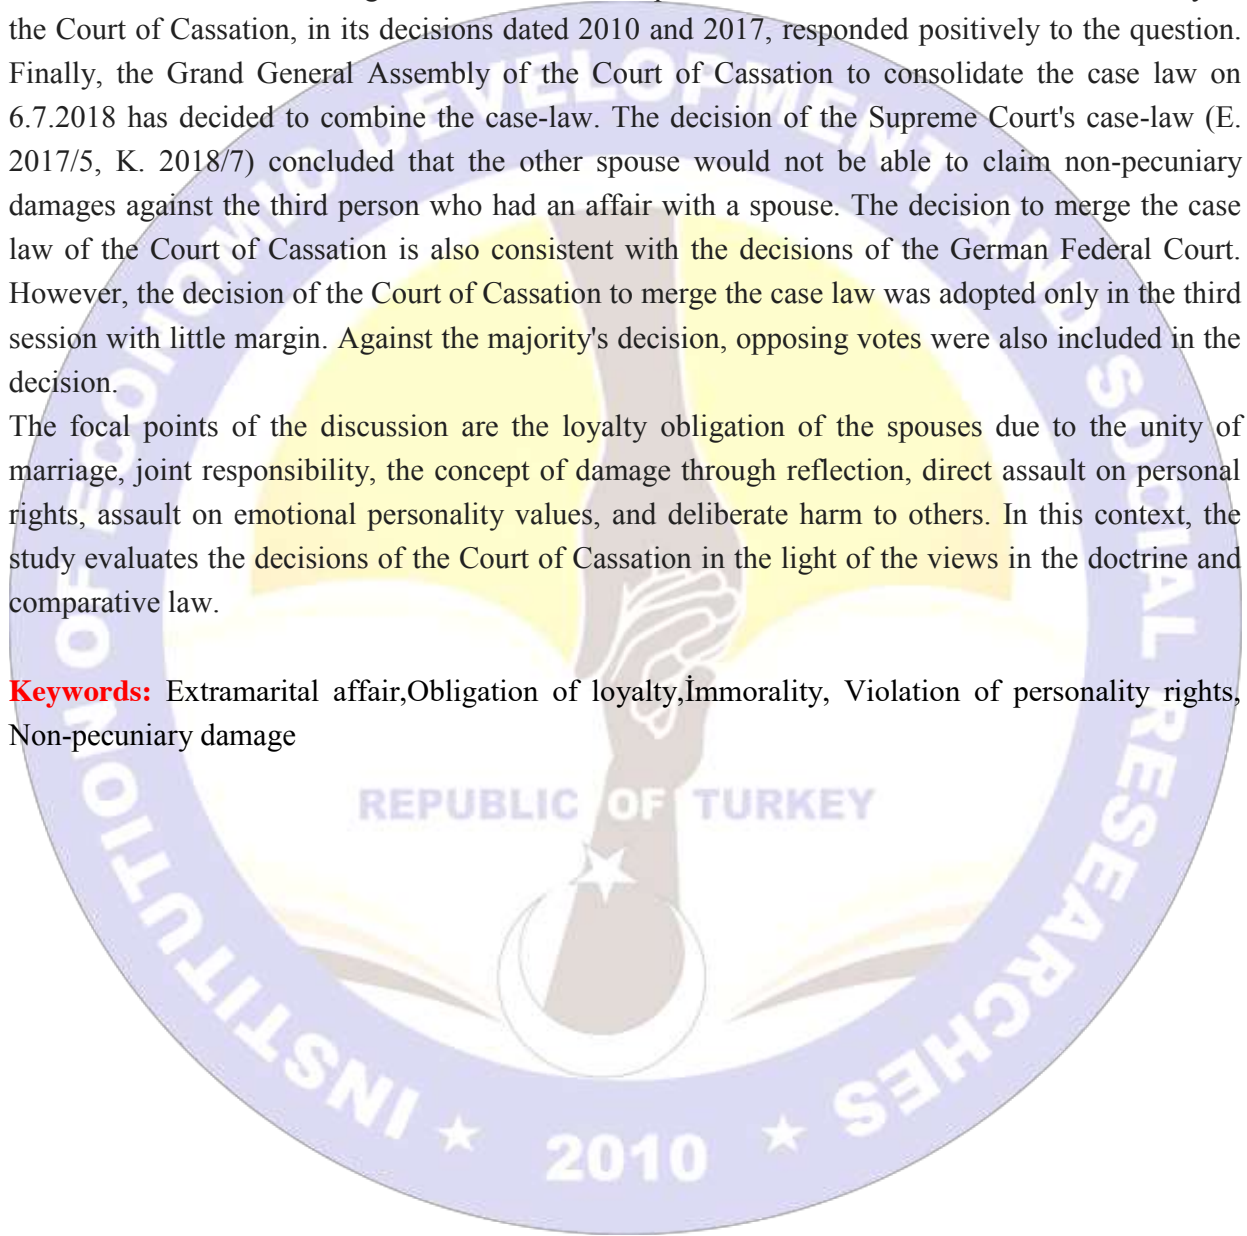 the Court of Cassation, in its decisions dated 2010 and 2017, responded positively to the question.
Finally, the Grand General Assembly of the Court of Cassation to consolidate the case law on
6.7.2018 has decided to combine the case-law. The decision of the Supreme Court's case-law (E.
2017/5, K. 2018/7) concluded that the other spouse would not be able to claim non-pecuniary
damages against the third person who had an affair with a spouse. The decision to merge the case
law of the Court of Cassation is also consistent with the decisions of the German Federal Court.
However, the decision of the Court of Cassation to merge the case law was adopted only in the third
session with little margin. Against the majority's decision, opposing votes were also included in the
decision.
The focal points of the discussion are the loyalty obligation of the spouses due to the unity of
marriage, joint responsibility, the concept of damage through reflection, direct assault on personal
rights, assault on emotional personality values, and deliberate harm to others. In this context, the
study evaluates the decisions of the Court of Cassation in the light of the views in the doctrine and
comparative law.
Keywords: Extramarital affair,Obligation of loyalty,İmmorality, Violation of personality rights,
Non-pecuniary damage
INSTITUTION OF ECONOMIC DEVELOPMENT AND SOCIAL RESEARCHES
REPUBLIC OF TURKEY
2010